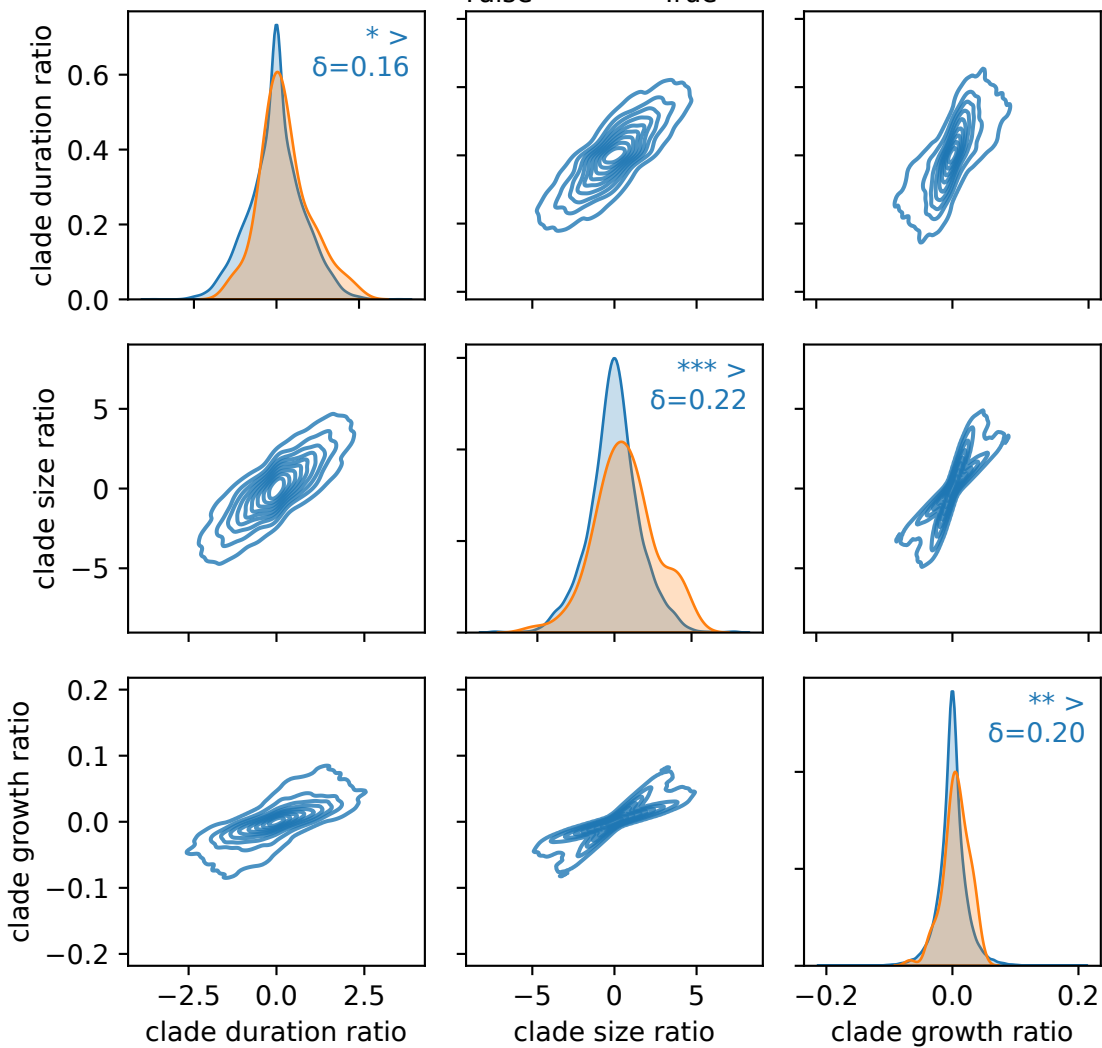 clade duration ratio
0.6
0.4
0.2
0.0
* >
δ=0.16
clade size ratio
5
0
−5
*** >
δ=0.22
clade growth ratio
0.2
0.1
0.0
−0.1
−0.2
** >
δ=0.20
−2.5 0.0 2.5
−5 0 5
−0.2 0.0 0.2
clade duration ratio
clade size ratio
clade growth ratio